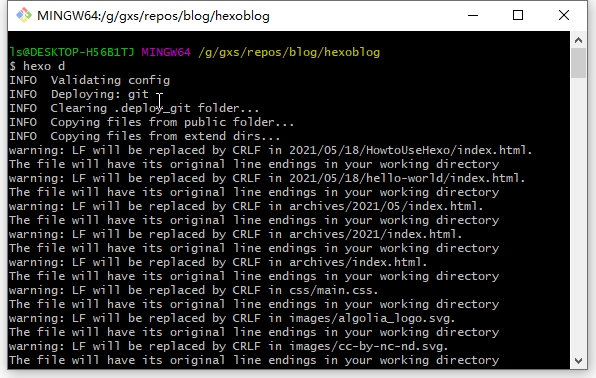 MINGW64:/g/gxs/repos/blog/hexoblog
ls@DESKTOP-H56B1TJ MINGW64 /g/gxs/repos/blog/hexoblog
$ hexo d
INFO  Validating config
INFO  Deploying: git
INFO  Clearing .deploy_git folder...
INFO  Copying files from public folder...
INFO  Copying files from extend dirs...
warning: LF will be replaced by CRLF in 2021/05/18/HowtoUseHexo/index.html.
The file will have its original line endings in your working directory
warning: LF will be replaced by CRLF in 2021/05/18/hello-world/index.html.
The file will have its original line endings in your working directory
warning: LF will be replaced by CRLF in archives/2021/05/index.html.
The file will have its original line endings in your working directory
warning: LF will be replaced by CRLF in archives/2021/index.html.
The file will have its original line endings in your working directory
warning: LF will be replaced by CRLF in archives/index.html.
The file will have its original line endings in your working directory
warning: LF will be replaced by CRLF in css/main.css.
The file will have its original line endings in your working directory
warning: LF will be replaced by CRLF in images/algolia_logo.svg.
The file will have its original line endings in your working directory
warning: LF will be replaced by CRLF in images/cc-by-nc-nd.svg.
The file will have its original line endings in your working directory